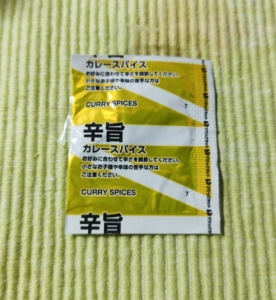 カレースパイス
お好みに合わせて辛さを調節してください。
小さなお子様や辛味の苦手な方は
ご注意ください。
CURRY SPICES
7
辛旨
カレースパイス
お好みに合わせて辛さを調節してください。
小さなお子様や辛味の苦手な方は
ご注意ください。
CURRY SPICES
7
辛旨